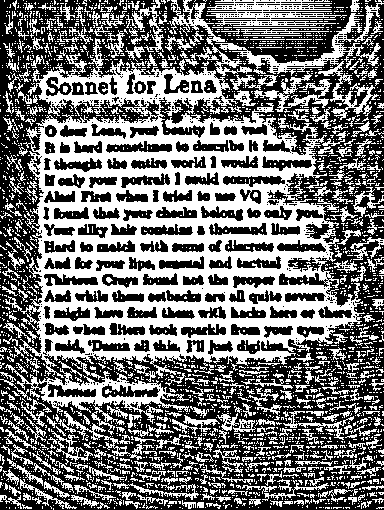 Sonnet for Lena
O dear Lena, your beauty is so vast
It is hard sometimes to describe it fast.
I thought the entire world I would impress
If only your portrait I could compress.
Alas! First when I tried to use VQ
I found that your cheeks belong to only you.
Your silky hair contains a thousand lines
Hard to match with sums of discrete cosines.
And for your lips, sensual and tactual
Thirteen Crays found not the proper fractal.
And while these setbacks are all quite severe
I might have fixed them with hacks here or there
But when filters took sparkle from your eyes
I said, 'Damn all this. I'll just digitize.'
Thomas Colthurst